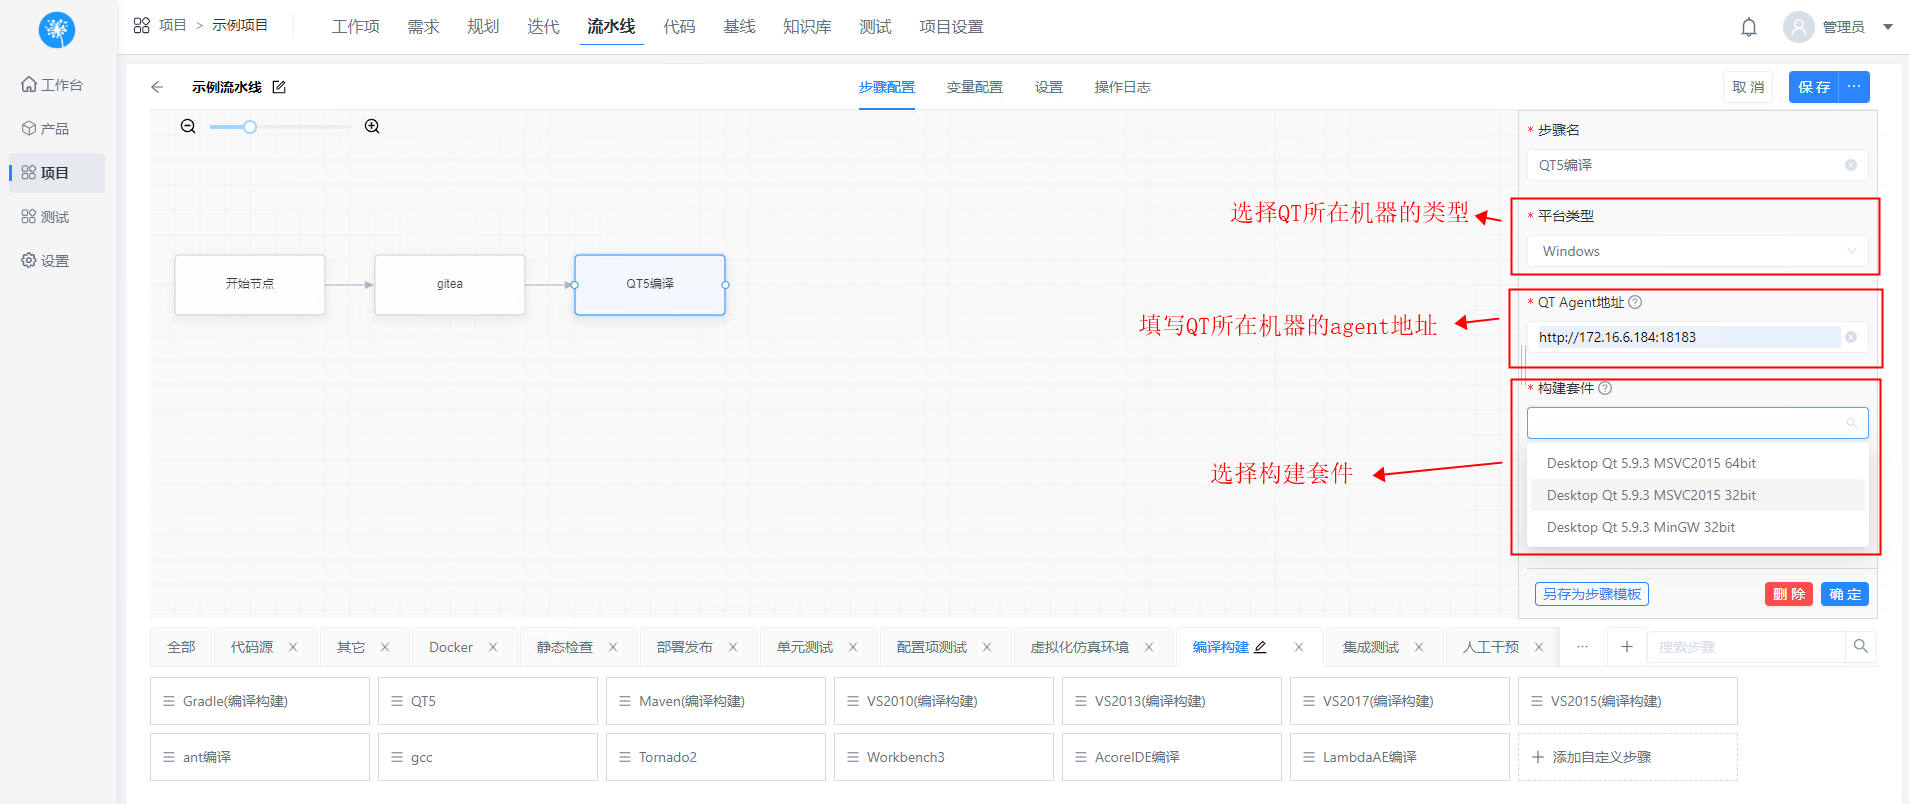 项目 > 示例项目
工作项 需求 规划 迭代 流水线 代码 基线 知识库 测试 项目设置
管理员
工作台
产品
项目
测试
设置
示例流水线
步骤配置 变量配置 设置 操作日志
取 消 保 存 ···
开始节点
gitea
QT5编译
* 步骤名
QT5编译
选择QT所在机器的类型
* 平台类型
Windows
填写QT所在机器的agent地址
* QT Agent地址
http://172.16.6.184:18183
选择构建套件
* 构建套件
Desktop Qt 5.9.3 MSVC2015 64bit
Desktop Qt 5.9.3 MSVC2015 32bit
Desktop Qt 5.9.3 MinGW 32bit
另存为步骤模板 删 除 确 定
全部 代码源 其它 Docker 静态检查 部署发布 单元测试 配置项测试 虚拟化仿真环境 编译构建 集成测试 人工干预 ··· + 搜索步骤
Gradle(编译构建) QT5 Maven(编译构建) VS2010(编译构建) VS2013(编译构建) VS2017(编译构建) VS2015(编译构建)
ant编译 gcc Tornado2 Workbench3 AcoreIDE编译 LambdaAE编译 + 添加自定义步骤